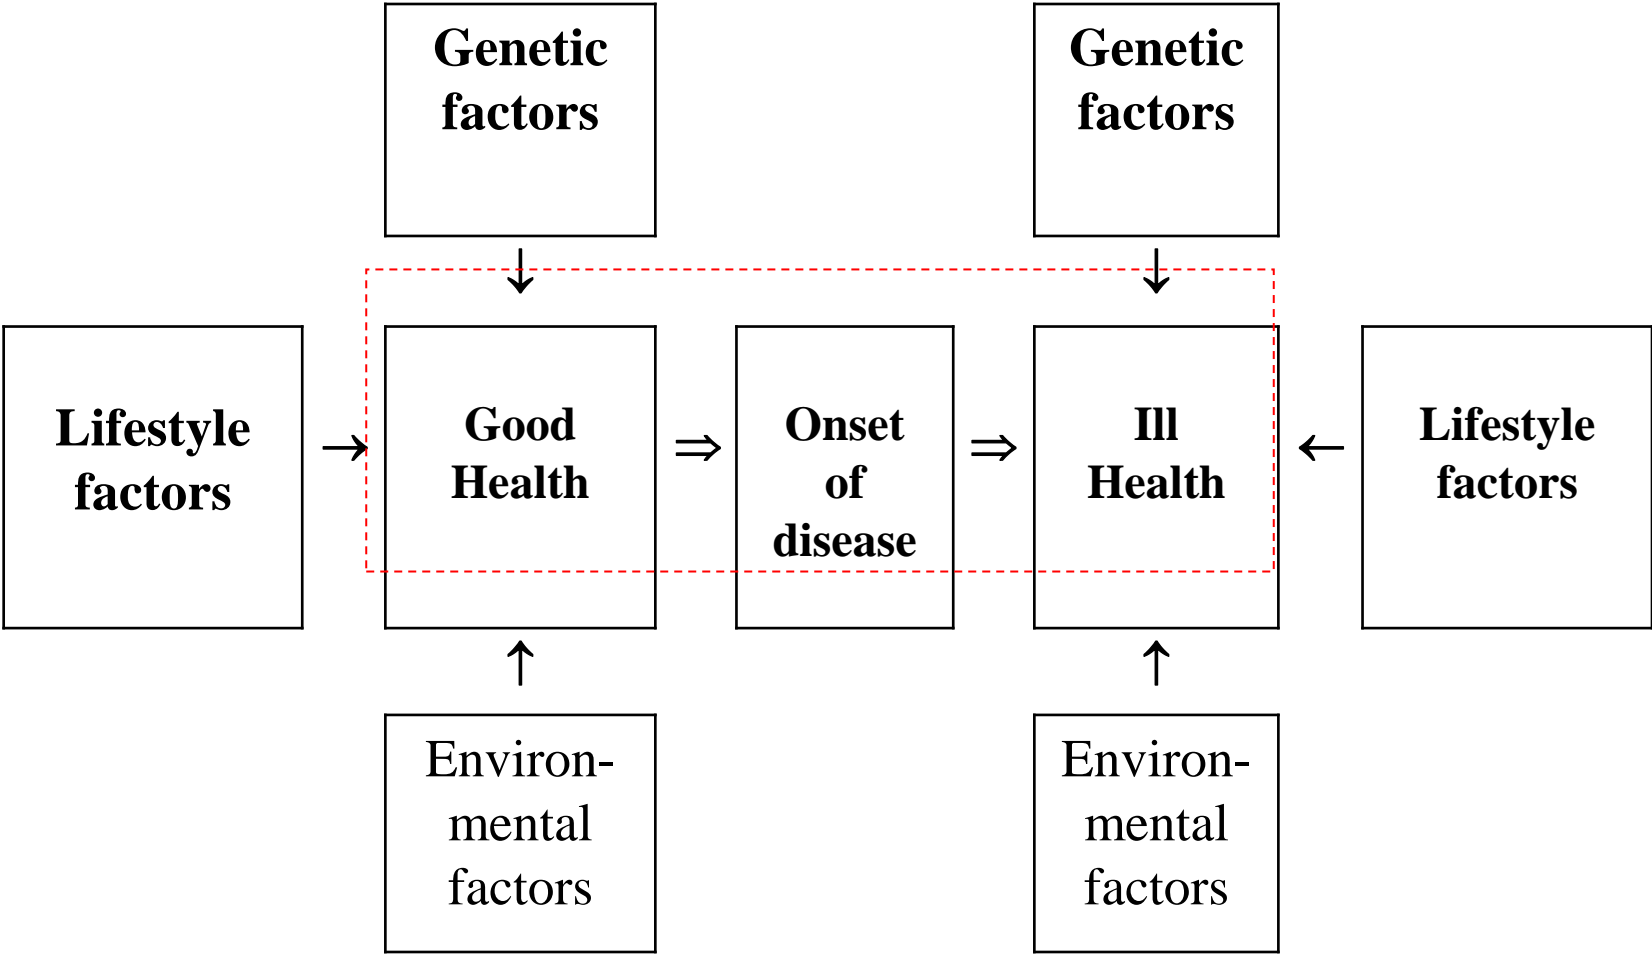 Genetic
factors
Genetic
factors
Lifestyle
factors
→
Good
Health
⇒
Onset
of
disease
⇒
Ill
Health
←
Lifestyle
factors
Environ-
mental
factors
Environ-
mental
factors